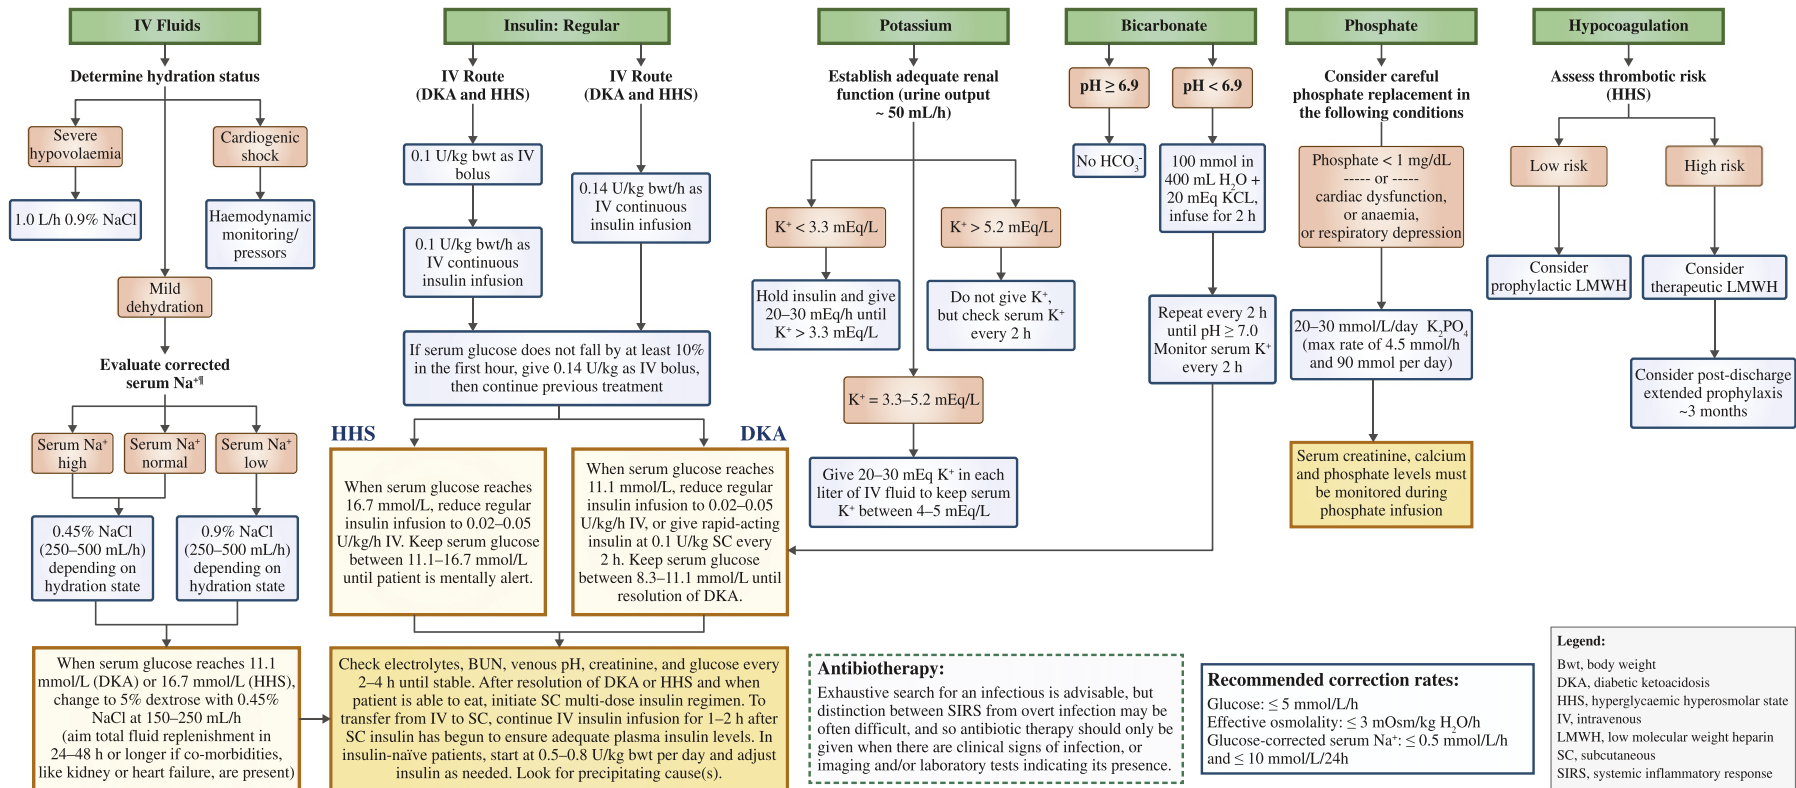 IV Fluids
Determine hydration status
Severe
hypovolaemia
Cardiogenic
shock
1.0 L/h 0.9% NaCl
Haemodynamic
monitoring/
pressors
Mild
dehydration
Evaluate corrected
serum Na⁺¶
Serum Na⁺
high
Serum Na⁺
normal
Serum Na⁺
low
0.45% NaCl
(250–500 mL/h)
depending on
hydration state
0.9% NaCl
(250–500 mL/h)
depending on
hydration state
When serum glucose reaches 11.1
mmol/L (DKA) or 16.7 mmol/L (HHS),
change to 5% dextrose with 0.45%
NaCl at 150–250 mL/h
(aim total fluid replenishment in
24–48 h or longer if co-morbidities,
like kidney or heart failure, are present)
Insulin: Regular
IV Route
(DKA and HHS)
IV Route
(DKA and HHS)
0.1 U/kg bwt as IV
bolus
0.1 U/kg bwt/h as
IV continuous
insulin infusion
0.14 U/kg bwt/h as
IV continuous
insulin infusion
If serum glucose does not fall by at least 10%
in the first hour, give 0.14 U/kg as IV bolus,
then continue previous treatment
HHS
DKA
When serum glucose reaches
16.7 mmol/L, reduce regular
insulin infusion to 0.02–0.05
U/kg/h IV. Keep serum glucose
between 11.1–16.7 mmol/L
until patient is mentally alert.
When serum glucose reaches
11.1 mmol/L, reduce regular
insulin infusion to 0.02–0.05
U/kg/h IV, or give rapid-acting
insulin at 0.1 U/kg SC every
2 h. Keep serum glucose
between 8.3–11.1 mmol/L until
resolution of DKA.
Check electrolytes, BUN, venous pH, creatinine, and glucose every
2–4 h until stable. After resolution of DKA or HHS and when
patient is able to eat, initiate SC multi-dose insulin regimen. To
transfer from IV to SC, continue IV insulin infusion for 1–2 h after
SC insulin has begun to ensure adequate plasma insulin levels. In
insulin-naïve patients, start at 0.5–0.8 U/kg bwt per day and adjust
insulin as needed. Look for precipitating cause(s).
Potassium
Establish adequate renal
function (urine output
~ 50 mL/h)
K⁺ < 3.3 mEq/L
K⁺ > 5.2 mEq/L
Hold insulin and give
20–30 mEq/h until
K⁺ > 3.3 mEq/L
Do not give K⁺,
but check serum K⁺
every 2 h
K⁺ = 3.3–5.2 mEq/L
Give 20–30 mEq K⁺ in each
liter of IV fluid to keep serum
K⁺ between 4–5 mEq/L
Bicarbonate
pH ≥ 6.9
pH < 6.9
No HCO₃⁻
100 mmol in
400 mL H₂O +
20 mEq KCL,
infuse for 2 h
Repeat every 2 h
until pH ≥ 7.0
Monitor serum K⁺
every 2 h
Phosphate
Consider careful
phosphate replacement in
the following conditions
Phosphate < 1 mg/dL
----- or -----
cardiac dysfunction,
or anaemia,
or respiratory depression
20–30 mmol/L/day K₂PO₄
(max rate of 4.5 mmol/h
and 90 mmol per day)
Serum creatinine, calcium
and phosphate levels must
be monitored during
phosphate infusion
Hypocoagulation
Assess thrombotic risk
(HHS)
Low risk
High risk
Consider
prophylactic LMWH
Consider
therapeutic LMWH
Consider post-discharge
extended prophylaxis
~3 months
Antibiotherapy:
Exhaustive search for an infectious is advisable, but
distinction between SIRS from overt infection may be
often difficult, and so antibiotic therapy should only be
given when there are clinical signs of infection, or
imaging and/or laboratory tests indicating its presence.
Recommended correction rates:
Glucose: ≤ 5 mmol/L/h
Effective osmolality: ≤ 3 mOsm/kg H₂O/h
Glucose-corrected serum Na⁺: ≤ 0.5 mmol/L/h
and ≤ 10 mmol/L/24h
Legend:
Bwt, body weight
DKA, diabetic ketoacidosis
HHS, hyperglycaemic hyperosmolar state
IV, intravenous
LMWH, low molecular weight heparin
SC, subcutaneous
SIRS, systemic inflammatory response